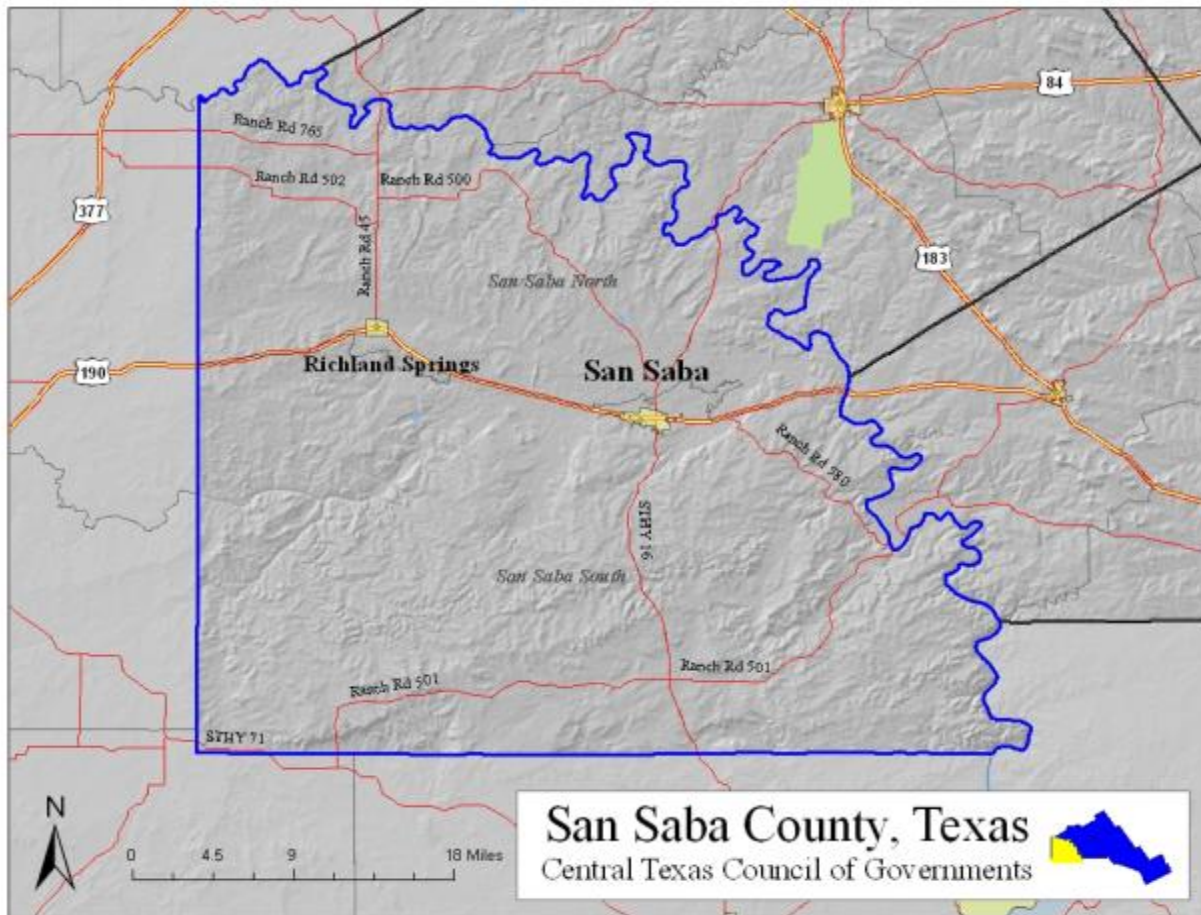 84
Ranch Rd 765
Ranch Rd 502
Ranch Rd 500
377
Ranch Rd 45
183
San Saba North
190
Richland Springs
San Saba
Ranch Rd 580
STHY 16
San Saba South
Ranch Rd 501
Ranch Rd 501
STHY 71
N
0 4.5 9 18 Miles
San Saba County, Texas
Central Texas Council of Governments